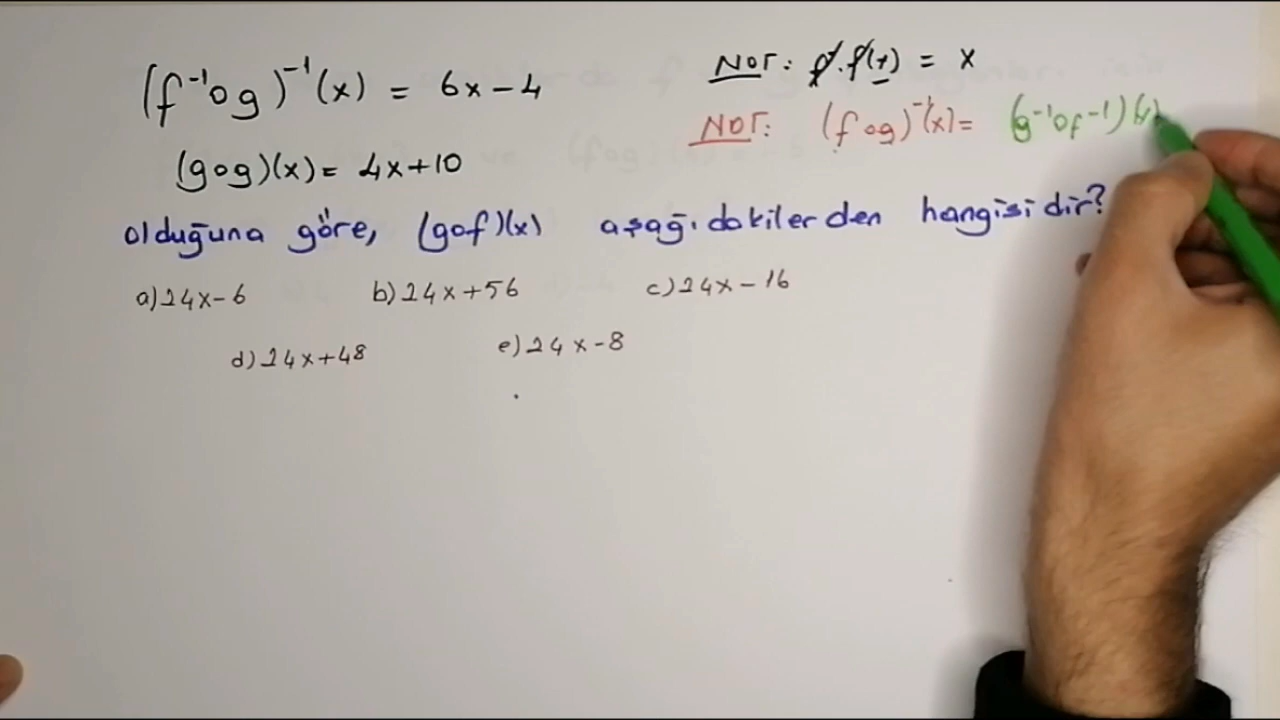 (f⁻¹og)⁻¹(x) = 6x-4
(gog)(x) = 4x+10
NOT: f⁻¹.f(x) = x
NOT: (fog)⁻¹(x) = (g⁻¹of⁻¹)(x)
olduğuna göre, (gof)(x) aşağıdakilerden hangisidir?
a) 24x-6 b) 24x+56 c) 24x-16
d) 24x+48 e) 24x-8